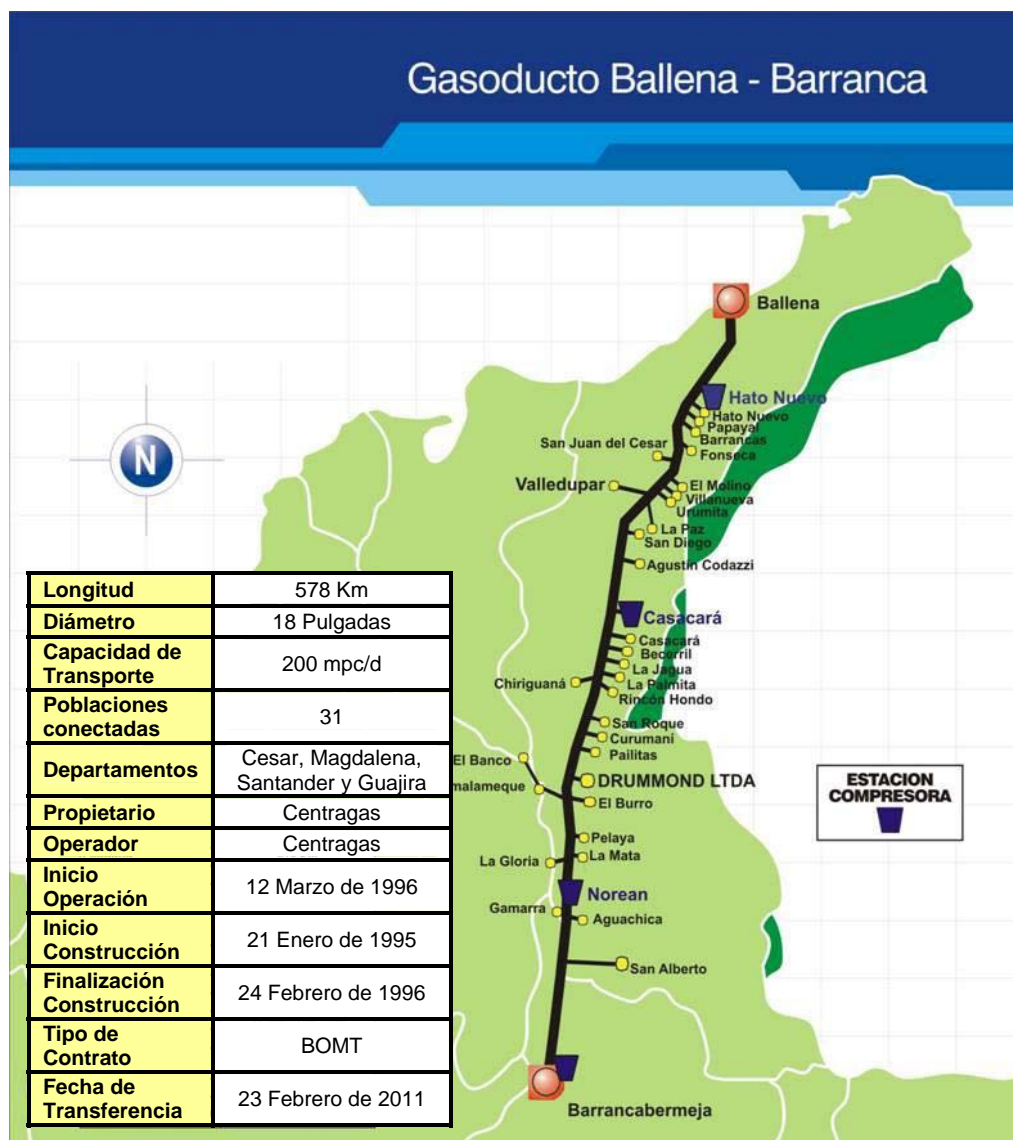 Gasoducto Ballena - Barranca
Ballena
Hato Nuevo
Hato Nuevo
Papayal
Barrancas
San Juan del Cesar
Fonseca
Valledupar
El Molino
Villanueva
Urumita
La Paz
San Diego
Agustin Codazzi
Casacará
Casacará
Becerril
La Jagua
Chiriguaná
La Palmita
Rincón Hondo
San Roque
Curumaní
Pailitas
El Banco
DRUMMOND LTDA
malameque
El Burro
Pelaya
La Gloria
La Mata
Norean
Gamarra
Aguachica
San Alberto
Barrancabermeja
N
ESTACION
COMPRESORA
Longitud 578 Km
Diámetro 18 Pulgadas
Capacidad de
Transporte 200 mpc/d
Poblaciones
conectadas 31
Departamentos Cesar, Magdalena,
Santander y Guajira
Propietario Centragas
Operador Centragas
Inicio
Operación 12 Marzo de 1996
Inicio
Construcción 21 Enero de 1995
Finalización
Construcción 24 Febrero de 1996
Tipo de
Contrato BOMT
Fecha de
Transferencia 23 Febrero de 2011